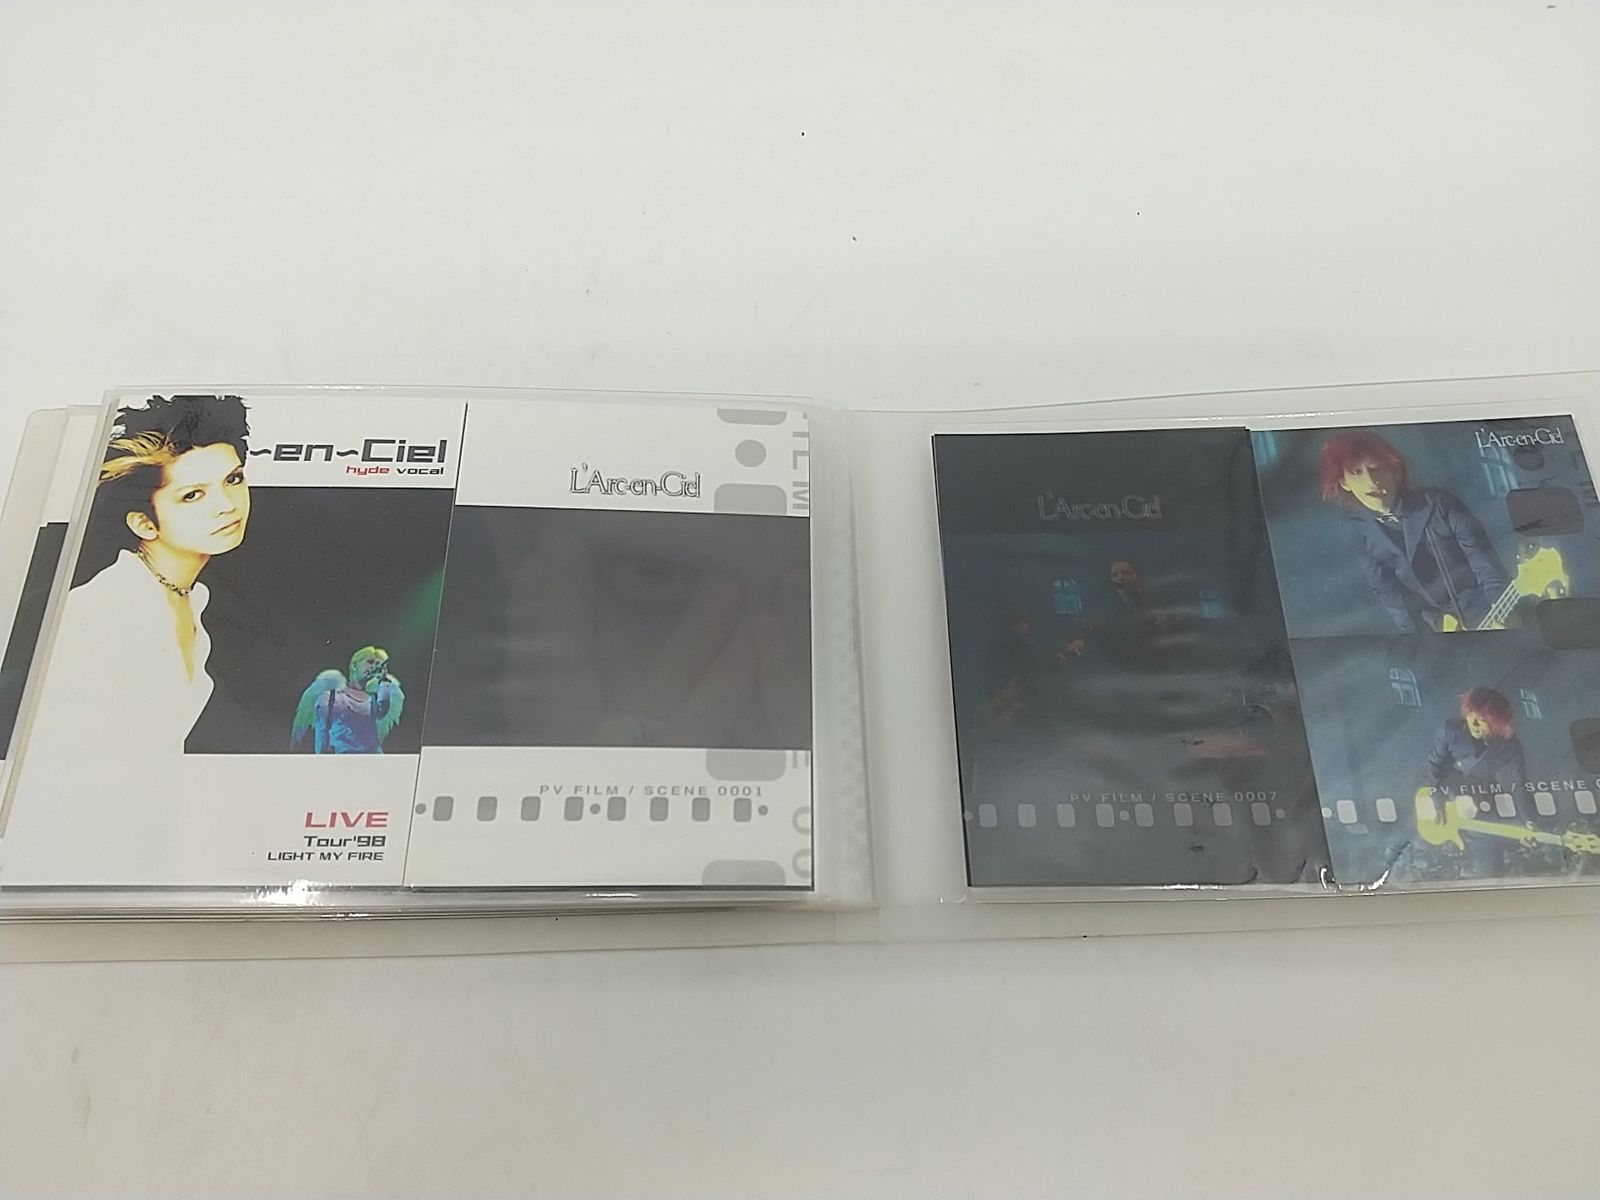 ~en~Ciel
hyde vocal
LIVE
Tour'98
LIGHT MY FIRE
L'Arc~en~Ciel
PV FILM / SCENE 0001
L'Arc~en~Ciel
PV FILM / SCENE 0007
L'Arc~en~Ciel
PV FILM / SCENE